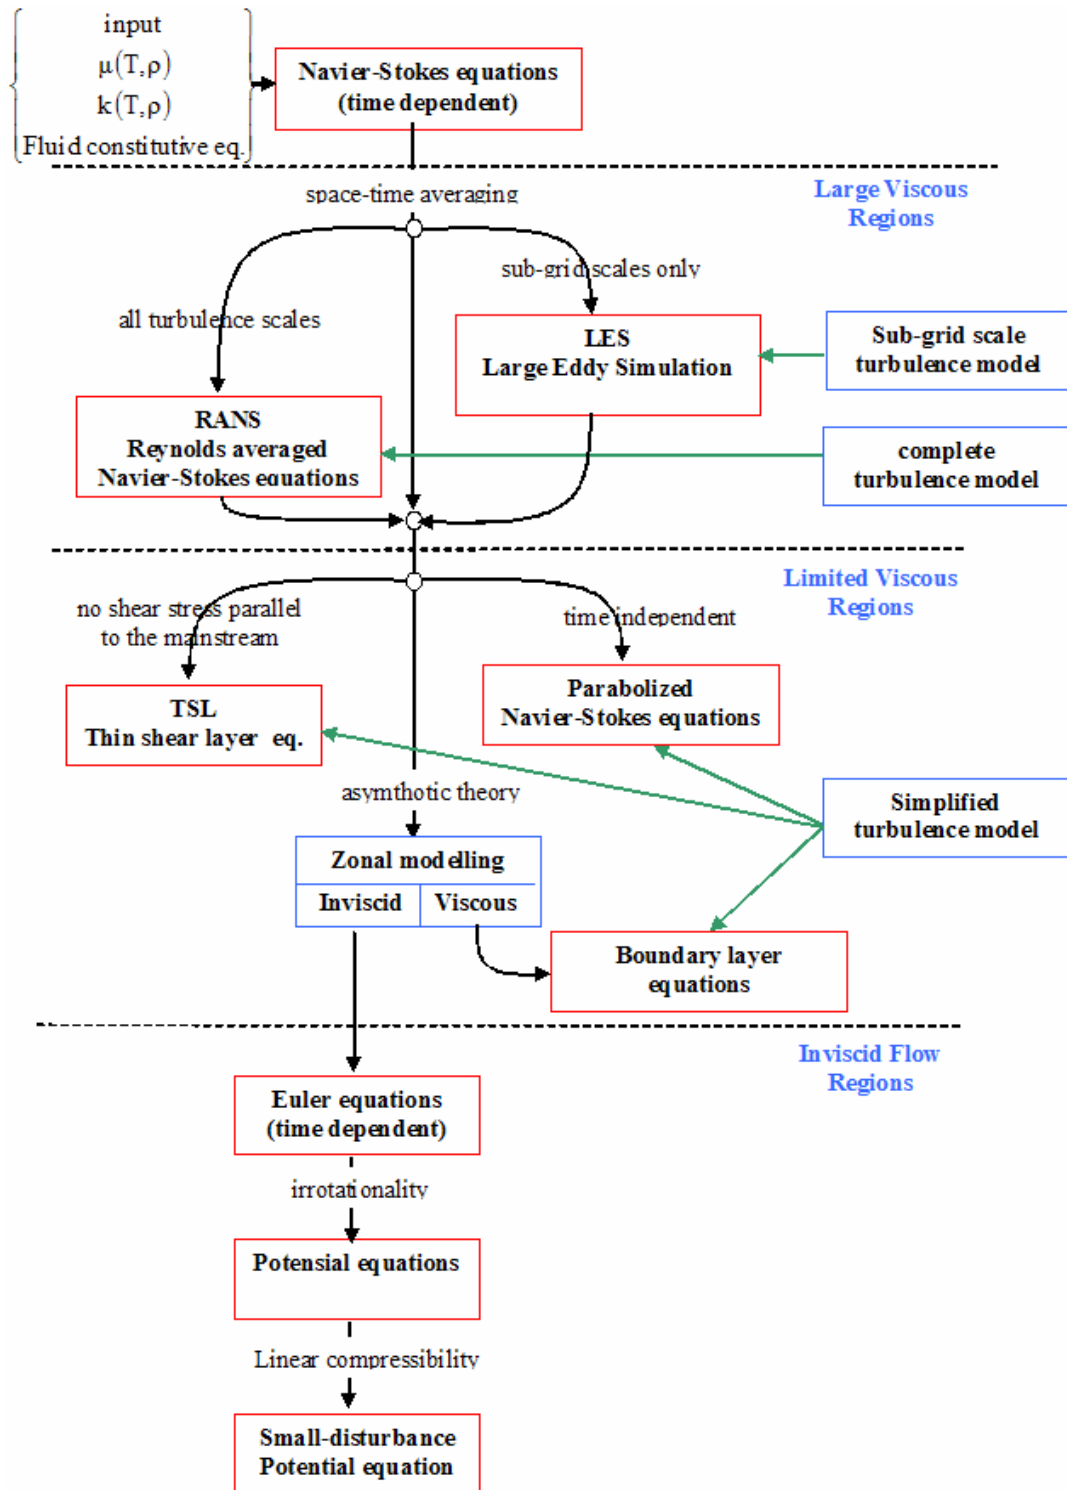 input
μ(T,ρ)
k(T,ρ)
Fluid constitutive eq.
Navier-Stokes equations
(time dependent)
space-time averaging
Large Viscous
Regions
sub-grid scales only
all turbulence scales
LES
Large Eddy Simulation
Sub-grid scale
turbulence model
RANS
Reynolds averaged
Navier-Stokes equations
complete
turbulence model
Limited Viscous
Regions
no shear stress parallel
to the mainstream
time independent
TSL
Thin shear layer eq.
Parabolized
Navier-Stokes equations
asymthotic theory
Simplified
turbulence model
Zonal modelling
Inviscid
Viscous
Boundary layer
equations
Inviscid Flow
Regions
Euler equations
(time dependent)
irrotationality
Potensial equations
Linear compressibility
Small-disturbance
Potential equation